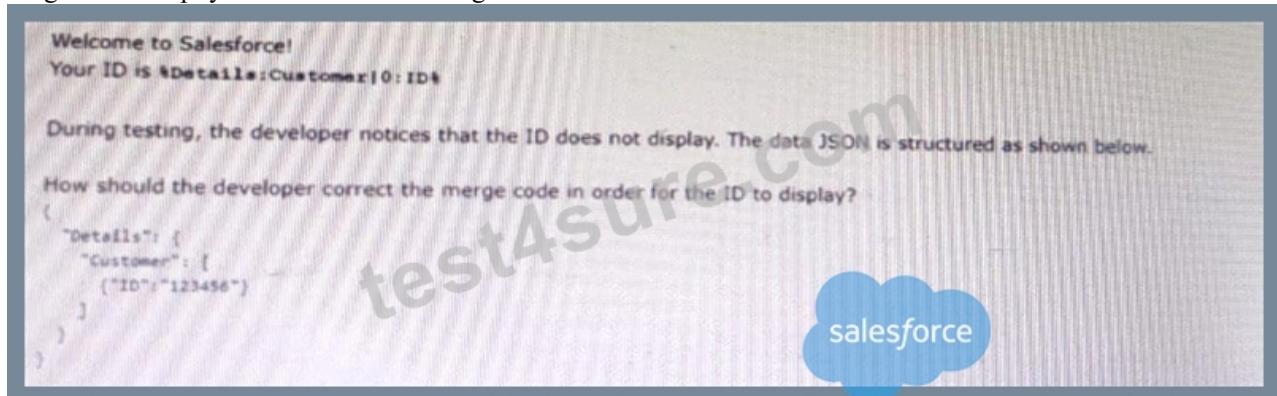 Welcome to Salesforce!
Your ID is %Details:Customer|0:ID%
During testing, the developer notices that the ID does not display. The data JSON is structured as shown below.
How should the developer correct the merge code in order for the ID to display?
{
"Details": {
"Customer": [
{"ID":"123456"}
]
}
}
test4sure.com
salesforce